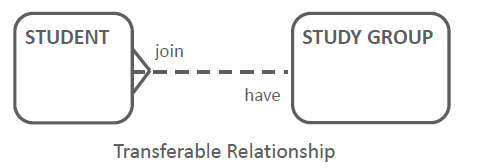 STUDENT
STUDY GROUP
join
have
Transferable Relationship